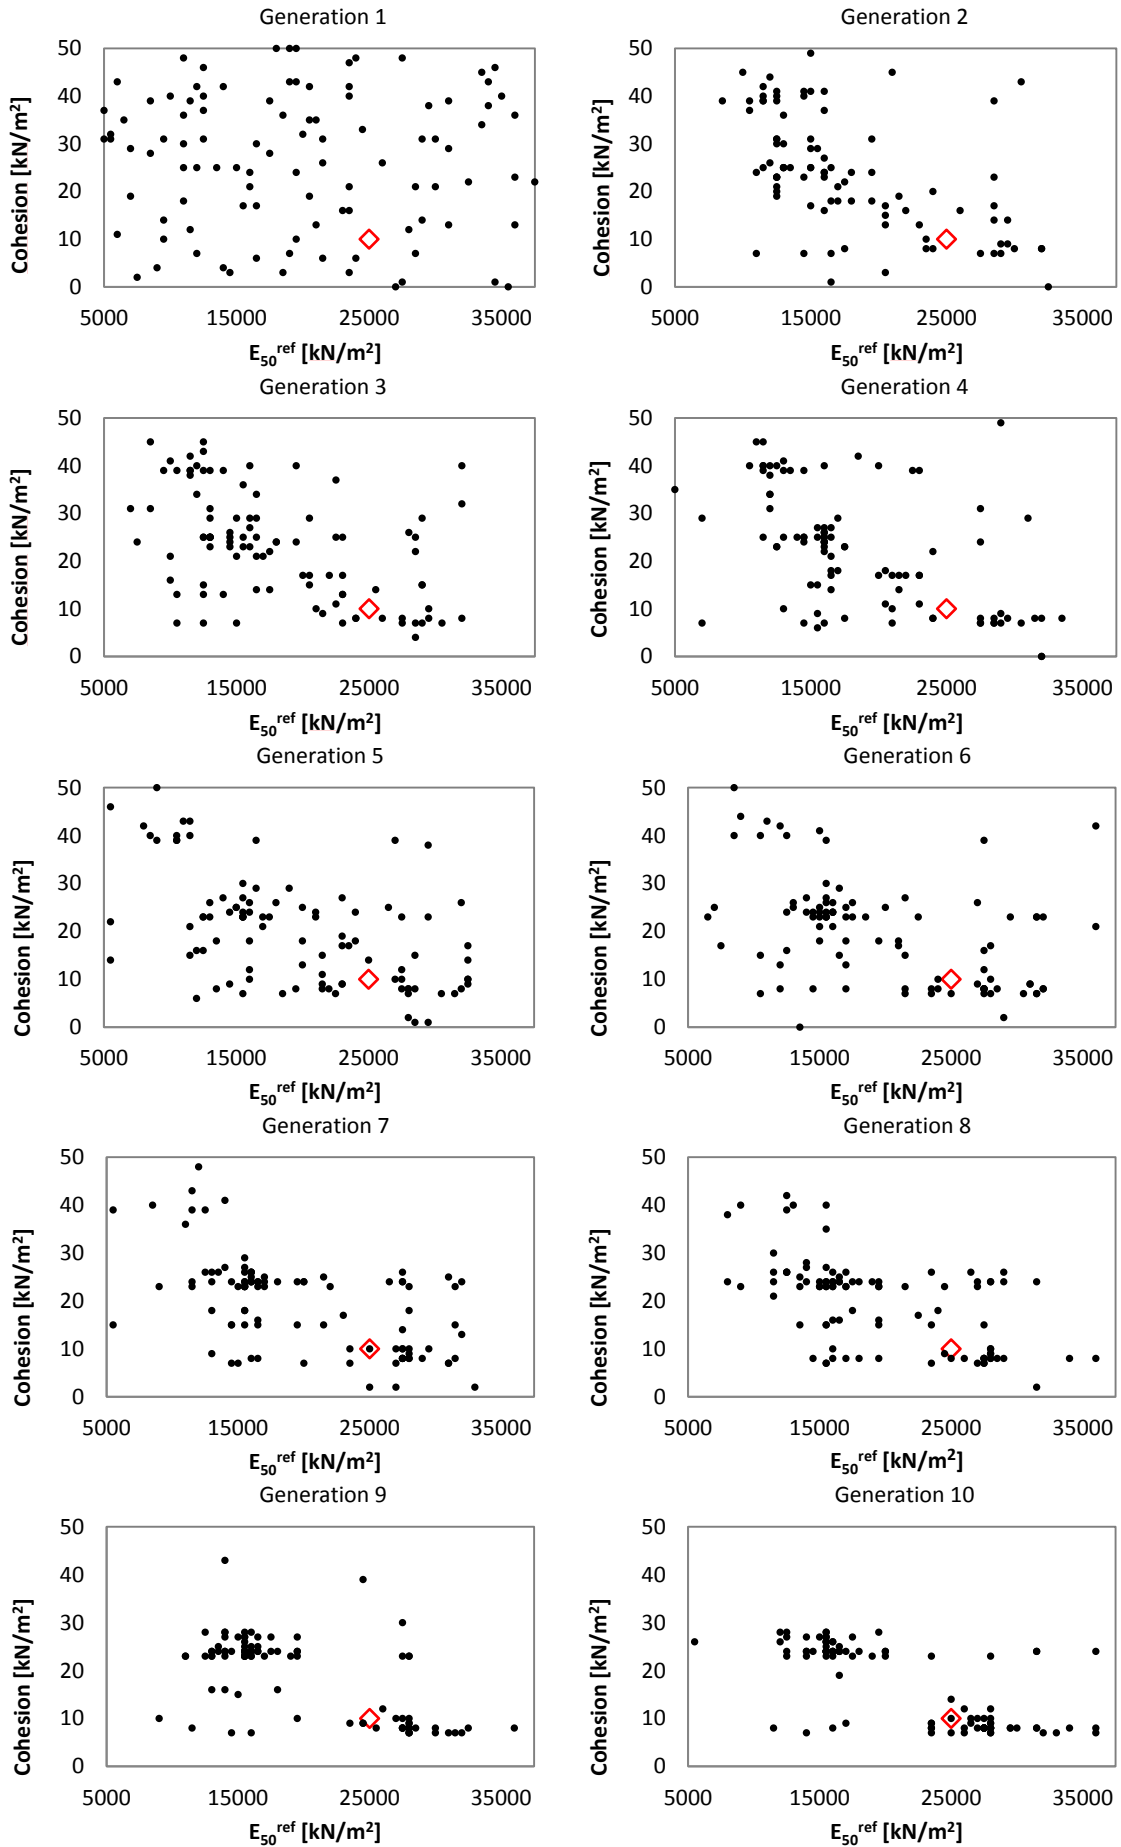 Generation 1
50
40
30
20
10
0
Cohesion [kN/m²]
5000 15000 25000 35000
E₅₀ʳᵉᶠ [kN/m²]
Generation 2
50
40
30
20
10
0
Cohesion [kN/m²]
5000 15000 25000 35000
E₅₀ʳᵉᶠ [kN/m²]
Generation 3
50
40
30
20
10
0
Cohesion [kN/m²]
5000 15000 25000 35000
E₅₀ʳᵉᶠ [kN/m²]
Generation 4
50
40
30
20
10
0
Cohesion [kN/m²]
5000 15000 25000 35000
E₅₀ʳᵉᶠ [kN/m²]
Generation 5
50
40
30
20
10
0
Cohesion [kN/m²]
5000 15000 25000 35000
E₅₀ʳᵉᶠ [kN/m²]
Generation 6
50
40
30
20
10
0
Cohesion [kN/m²]
5000 15000 25000 35000
E₅₀ʳᵉᶠ [kN/m²]
Generation 7
50
40
30
20
10
0
Cohesion [kN/m²]
5000 15000 25000 35000
E₅₀ʳᵉᶠ [kN/m²]
Generation 8
50
40
30
20
10
0
Cohesion [kN/m²]
5000 15000 25000 35000
E₅₀ʳᵉᶠ [kN/m²]
Generation 9
50
40
30
20
10
0
Cohesion [kN/m²]
5000 15000 25000 35000
E₅₀ʳᵉᶠ [kN/m²]
Generation 10
50
40
30
20
10
0
Cohesion [kN/m²]
5000 15000 25000 35000
E₅₀ʳᵉᶠ [kN/m²]